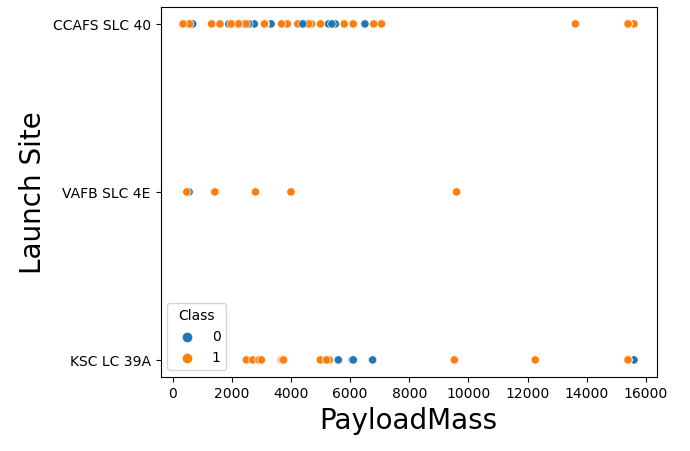 CCAFS SLC 40
VAFB SLC 4E
KSC LC 39A
Launch Site
Class
0
1
0 2000 4000 6000 8000 10000 12000 14000 16000
PayloadMass